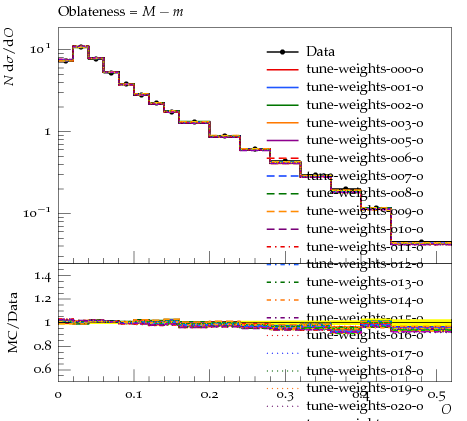 Oblateness = M − m
N dσ/dO
10¹
1
10⁻¹
Data
tune-weights-000-0
tune-weights-001-0
tune-weights-002-0
tune-weights-003-0
tune-weights-005-0
tune-weights-006-0
tune-weights-007-0
tune-weights-008-0
tune-weights-009-0
tune-weights-010-0
tune-weights-011-0
tune-weights-012-0
tune-weights-013-0
tune-weights-014-0
tune-weights-015-0
tune-weights-016-0
tune-weights-017-0
tune-weights-018-0
tune-weights-019-0
tune-weights-020-0
MC/Data
1.4
1.2
1
0.8
0.6
0 0.1 0.2 0.3 0.4 0.5
O